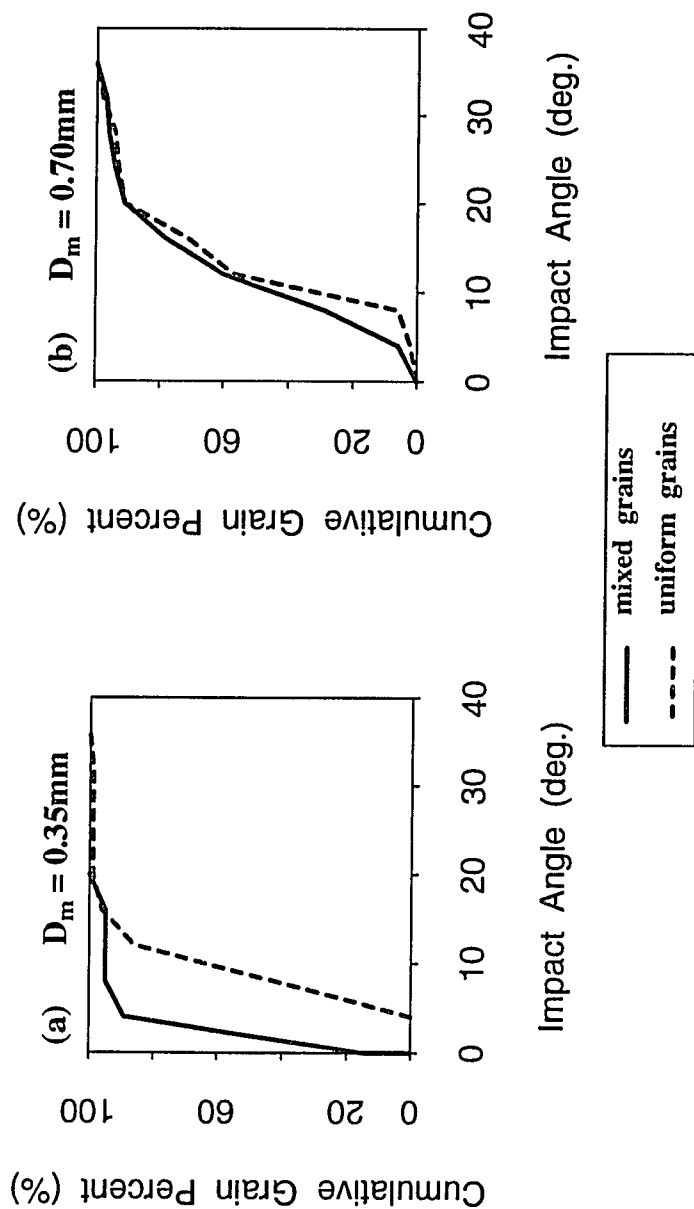 (a) D_m = 0.35mm
Cumulative Grain Percent (%)
100
60
20
0
0 10 20 30 40
Impact Angle (deg.)
(b) D_m = 0.70mm
Cumulative Grain Percent (%)
100
60
20
0
0 10 20 30 40
Impact Angle (deg.)
mixed grains
uniform grains